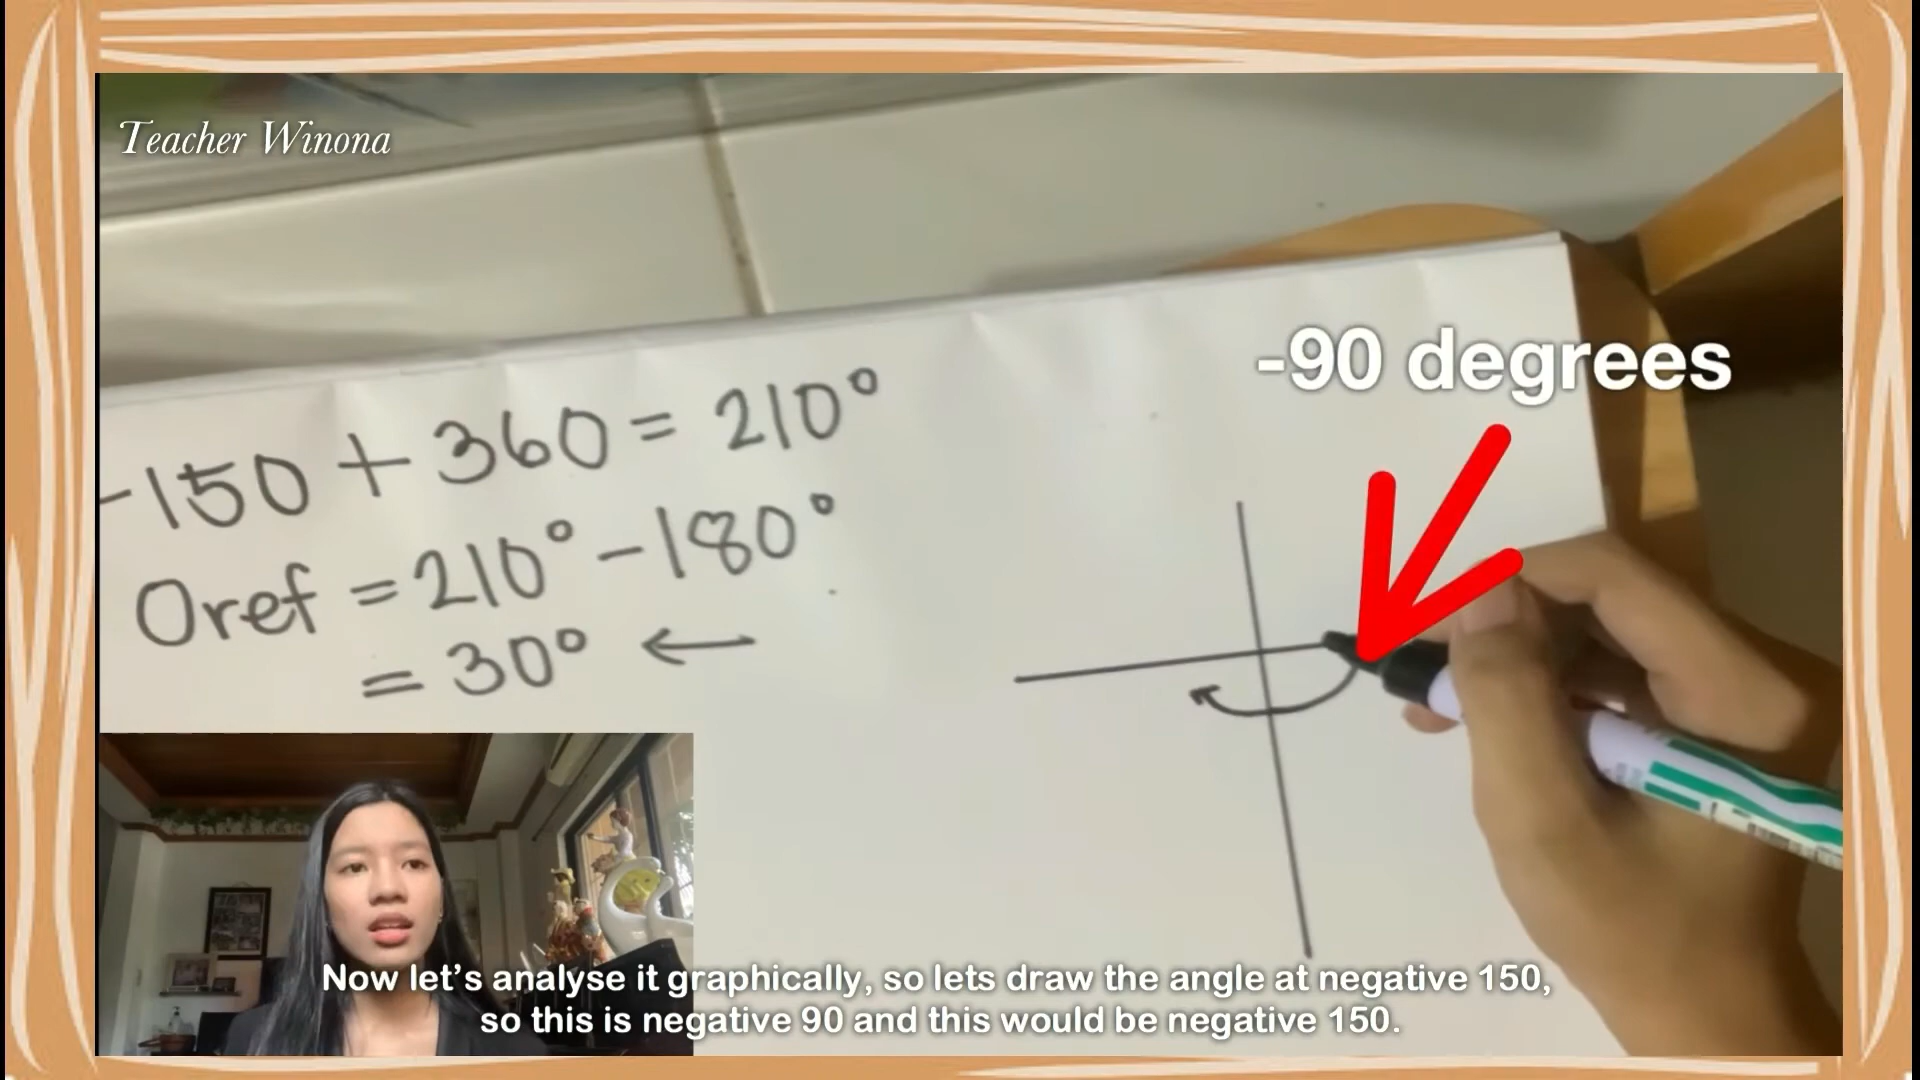 Teacher Winona
-90 degrees
-150 + 360 = 210°
Oref = 210° - 180°
= 30° ←
Now let's analyse it graphically, so lets draw the angle at negative 150,
so this is negative 90 and this would be negative 150.